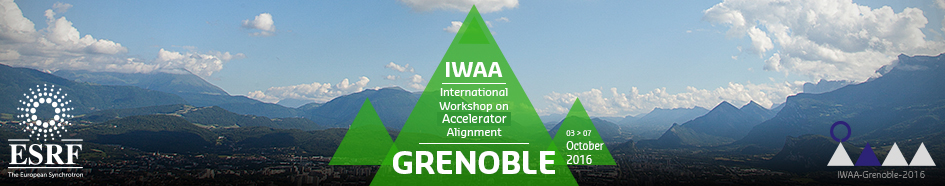 IWAA
International
Workshop on
Accelerator
Alignment
GRENOBLE
03 > 07
October
2016
ESRF
The European Synchrotron
IWAA-Grenoble-2016